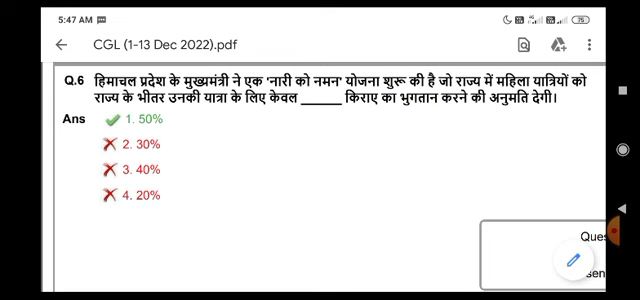 5:47 AM
75
CGL (1-13 Dec 2022).pdf
Q.6 हिमाचल प्रदेश के मुख्यमंत्री ने एक 'नारी को नमन' योजना शुरू की है जो राज्य में महिला यात्रियों को
राज्य के भीतर उनकी यात्रा के लिए केवल ______ किराए का भुगतान करने की अनुमति देगी।
Ans 1. 50%
2. 30%
3. 40%
4. 20%
Ques
sen